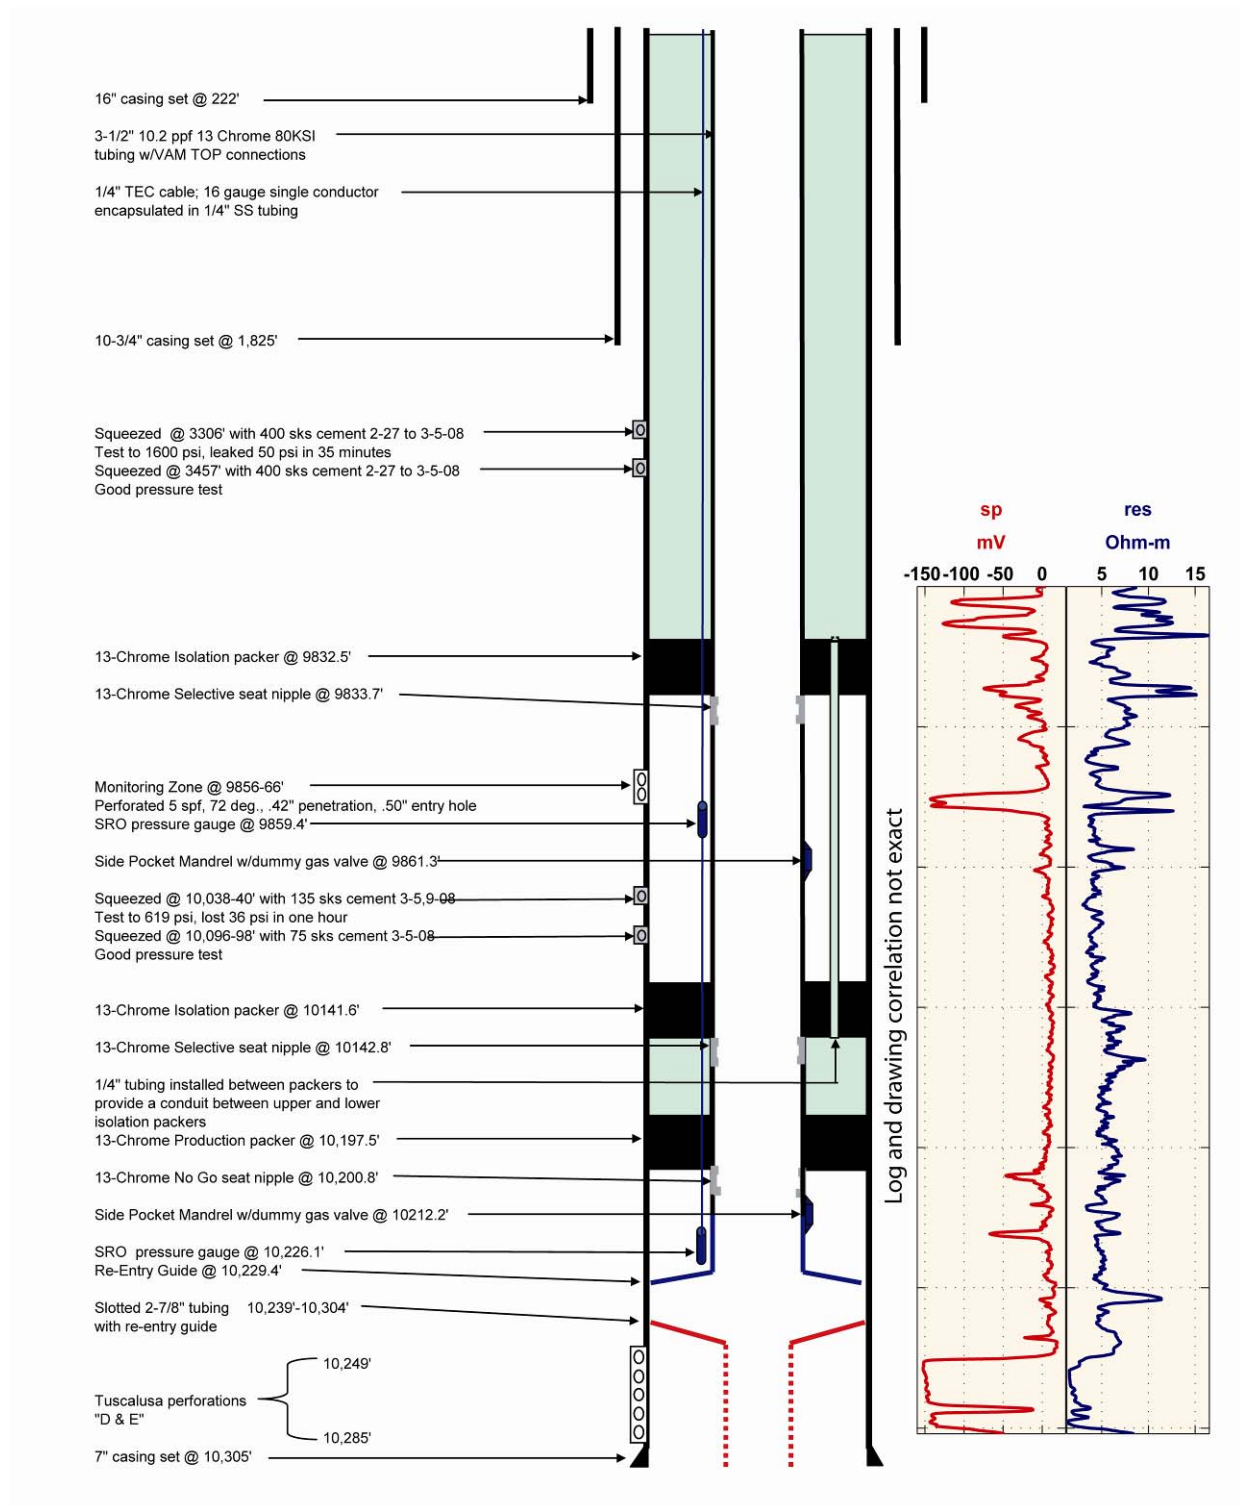 16" casing set @ 222'
3-1/2" 10.2 ppf 13 Chrome 80KSI
tubing w/VAM TOP connections
1/4" TEC cable; 16 gauge single conductor
encapsulated in 1/4" SS tubing
10-3/4" casing set @ 1,825'
Squeezed @ 3306' with 400 sks cement 2-27 to 3-5-08
Test to 1600 psi, leaked 50 psi in 35 minutes
Squeezed @ 3457' with 400 sks cement 2-27 to 3-5-08
Good pressure test
sp
res
mV
Ohm-m
-150 -100 -50 0
5 10 15
13-Chrome Isolation packer @ 9832.5'
13-Chrome Selective seat nipple @ 9833.7'
Monitoring Zone @ 9856-66'
Perforated 5 spf, 72 deg., .42" penetration, .50" entry hole
SRO pressure gauge @ 9859.4'
Side Pocket Mandrel w/dummy gas valve @ 9861.3'
Squeezed @ 10,038-40' with 135 sks cement 3-5,9-08
Test to 619 psi, lost 36 psi in one hour
Squeezed @ 10,096-98' with 75 sks cement 3-5-08
Good pressure test
13-Chrome Isolation packer @ 10141.6'
13-Chrome Selective seat nipple @ 10142.8'
1/4" tubing installed between packers to
provide a conduit between upper and lower
isolation packers
13-Chrome Production packer @ 10,197.5'
13-Chrome No Go seat nipple @ 10,200.8'
Side Pocket Mandrel w/dummy gas valve @ 10212.2'
SRO pressure gauge @ 10,226.1'
Re-Entry Guide @ 10,229.4'
Slotted 2-7/8" tubing 10,239'-10,304'
with re-entry guide
10,249'
Tuscalusa perforations
"D & E"
10,285'
7" casing set @ 10,305'
Log and drawing correlation not exact